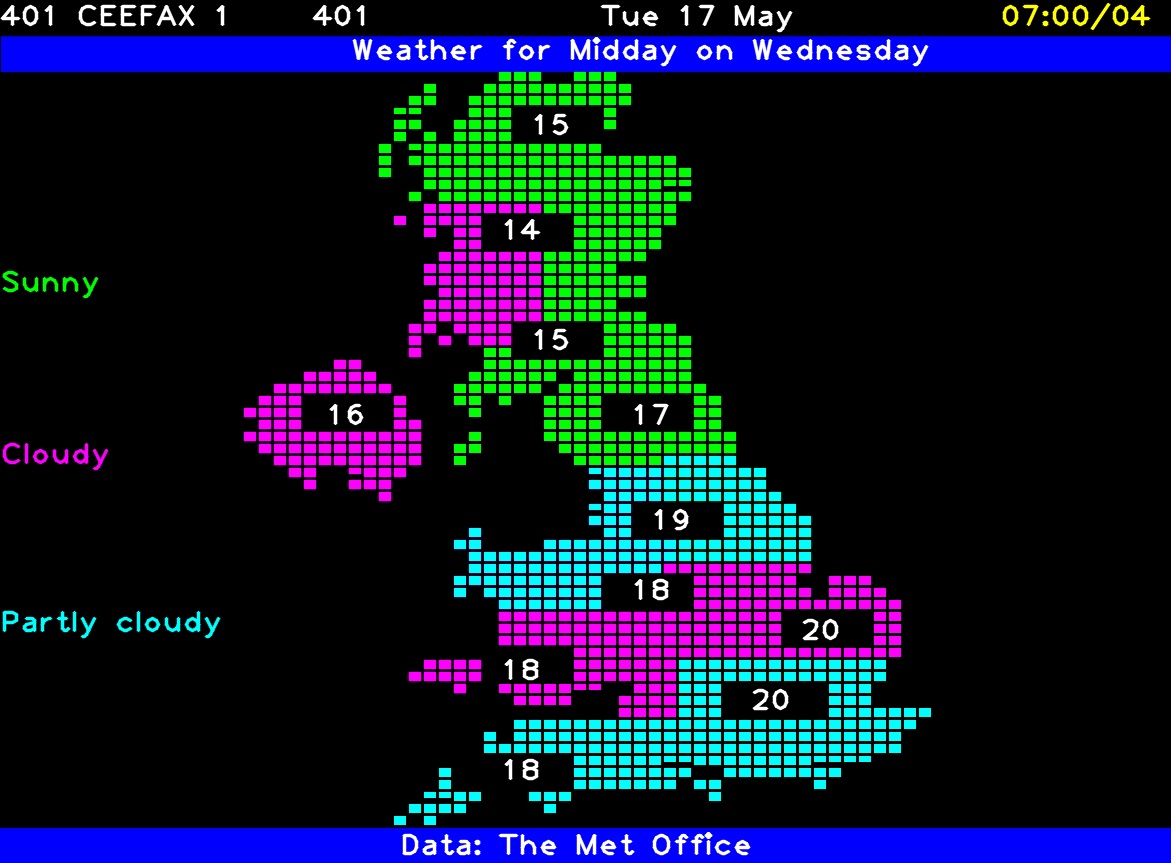 401 CEEFAX 1 401 Tue 17 May 07:00/04
Weather for Midday on Wednesday
15
14
Sunny
15
16
17
Cloudy
19
18
Partly cloudy
20
18
20
18
Data: The Met Office